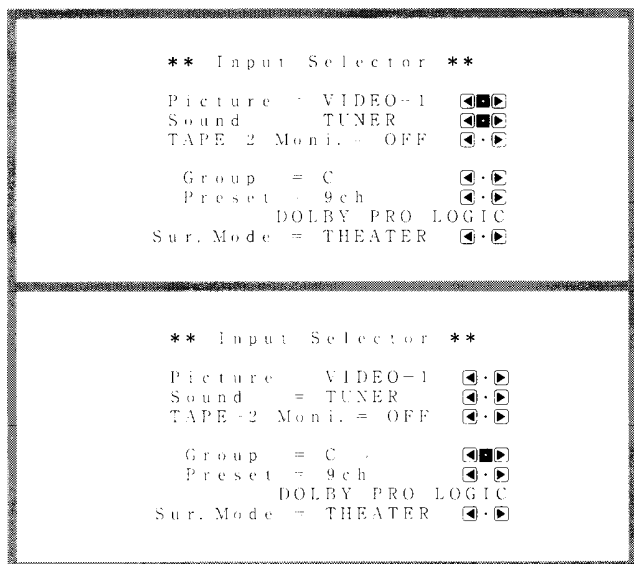 ** Input Selector **
Picture = VIDEO-1 ◀·▶
Sound TUNER ◀·▶
TAPE-2 Moni. = OFF ◀·▶
Group = C ◀·▶
Preset = 9ch ◀·▶
DOLBY PRO LOGIC
Sur. Mode = THEATER ◀·▶
** Input Selector **
Picture VIDEO-1 ◀·▶
Sound = TUNER ◀·▶
TAPE-2 Moni. = OFF ◀·▶
Group = C ◀·▶
Preset = 9ch ◀·▶
DOLBY PRO LOGIC
Sur. Mode = THEATER ◀·▶